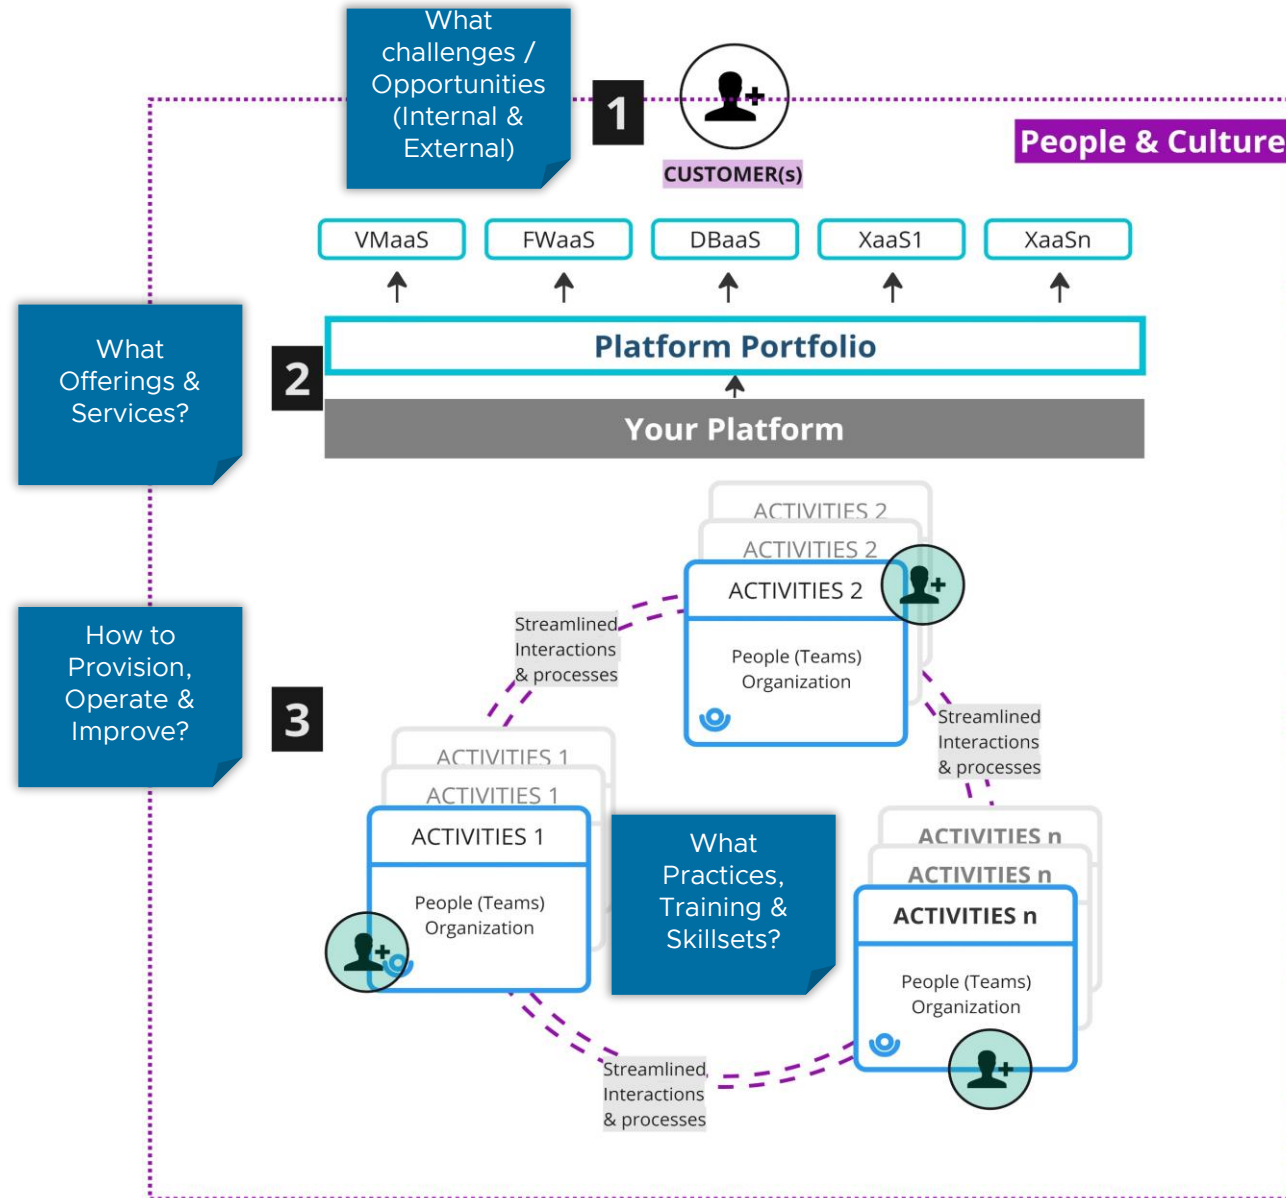 What
challenges /
Opportunities
(Internal &
External)
1
CUSTOMER(s)
People & Culture
VMaaS
FWaaS
DBaaS
XaaS1
XaaSn
What
Offerings &
Services?
2
Platform Portfolio
Your Platform
How to
Provision,
Operate &
Improve?
3
ACTIVITIES 2
ACTIVITIES 2
ACTIVITIES 2
People (Teams)
Organization
Streamlined
Interactions
& processes
Streamlined
Interactions
& processes
ACTIVITIES 1
ACTIVITIES 1
ACTIVITIES 1
People (Teams)
Organization
What
Practices,
Training &
Skillsets?
ACTIVITIES n
ACTIVITIES n
ACTIVITIES n
People (Teams)
Organization
Streamlined
Interactions
& processes